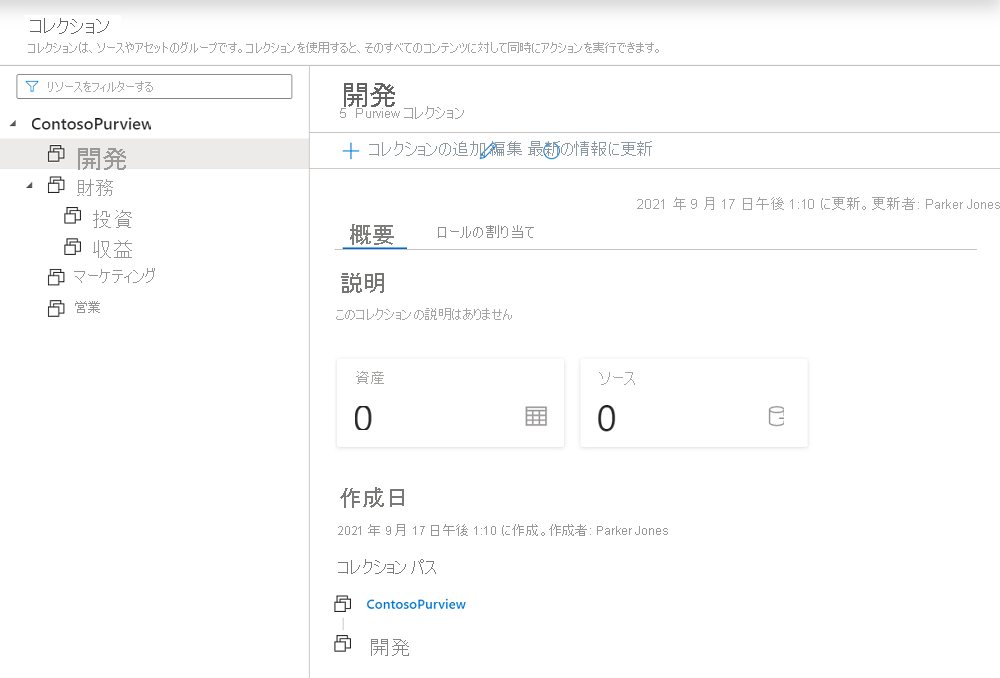 コレクション
コレクションは、ソースやアセットのグループです。コレクションを使用すると、そのすべてのコンテンツに対して同時にアクションを実行できます。
リソースをフィルターする
ContosoPurview
開発
財務
投資
収益
マーケティング
営業
開発
5 Purview コレクション
コレクションの追加 編集 最新の情報に更新
2021 年 9 月 17 日午後 1:10 に更新。更新者: Parker Jones
概要 ロールの割り当て
説明
このコレクションの説明はありません
資産 ソース
0 0
作成日
2021 年 9 月 17 日午後 1:10 に作成。作成者: Parker Jones
コレクション パス
ContosoPurview
開発